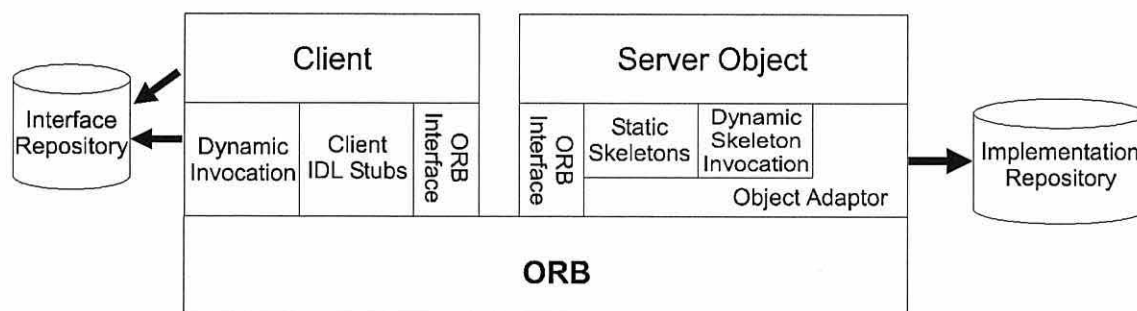 Client
Server Object
Interface
Repository
Dynamic
Invocation
Client
IDL Stubs
ORB
Interface
ORB
Interface
Static
Skeletons
Dynamic
Skeleton
Invocation
Object Adaptor
Implementation
Repository
ORB